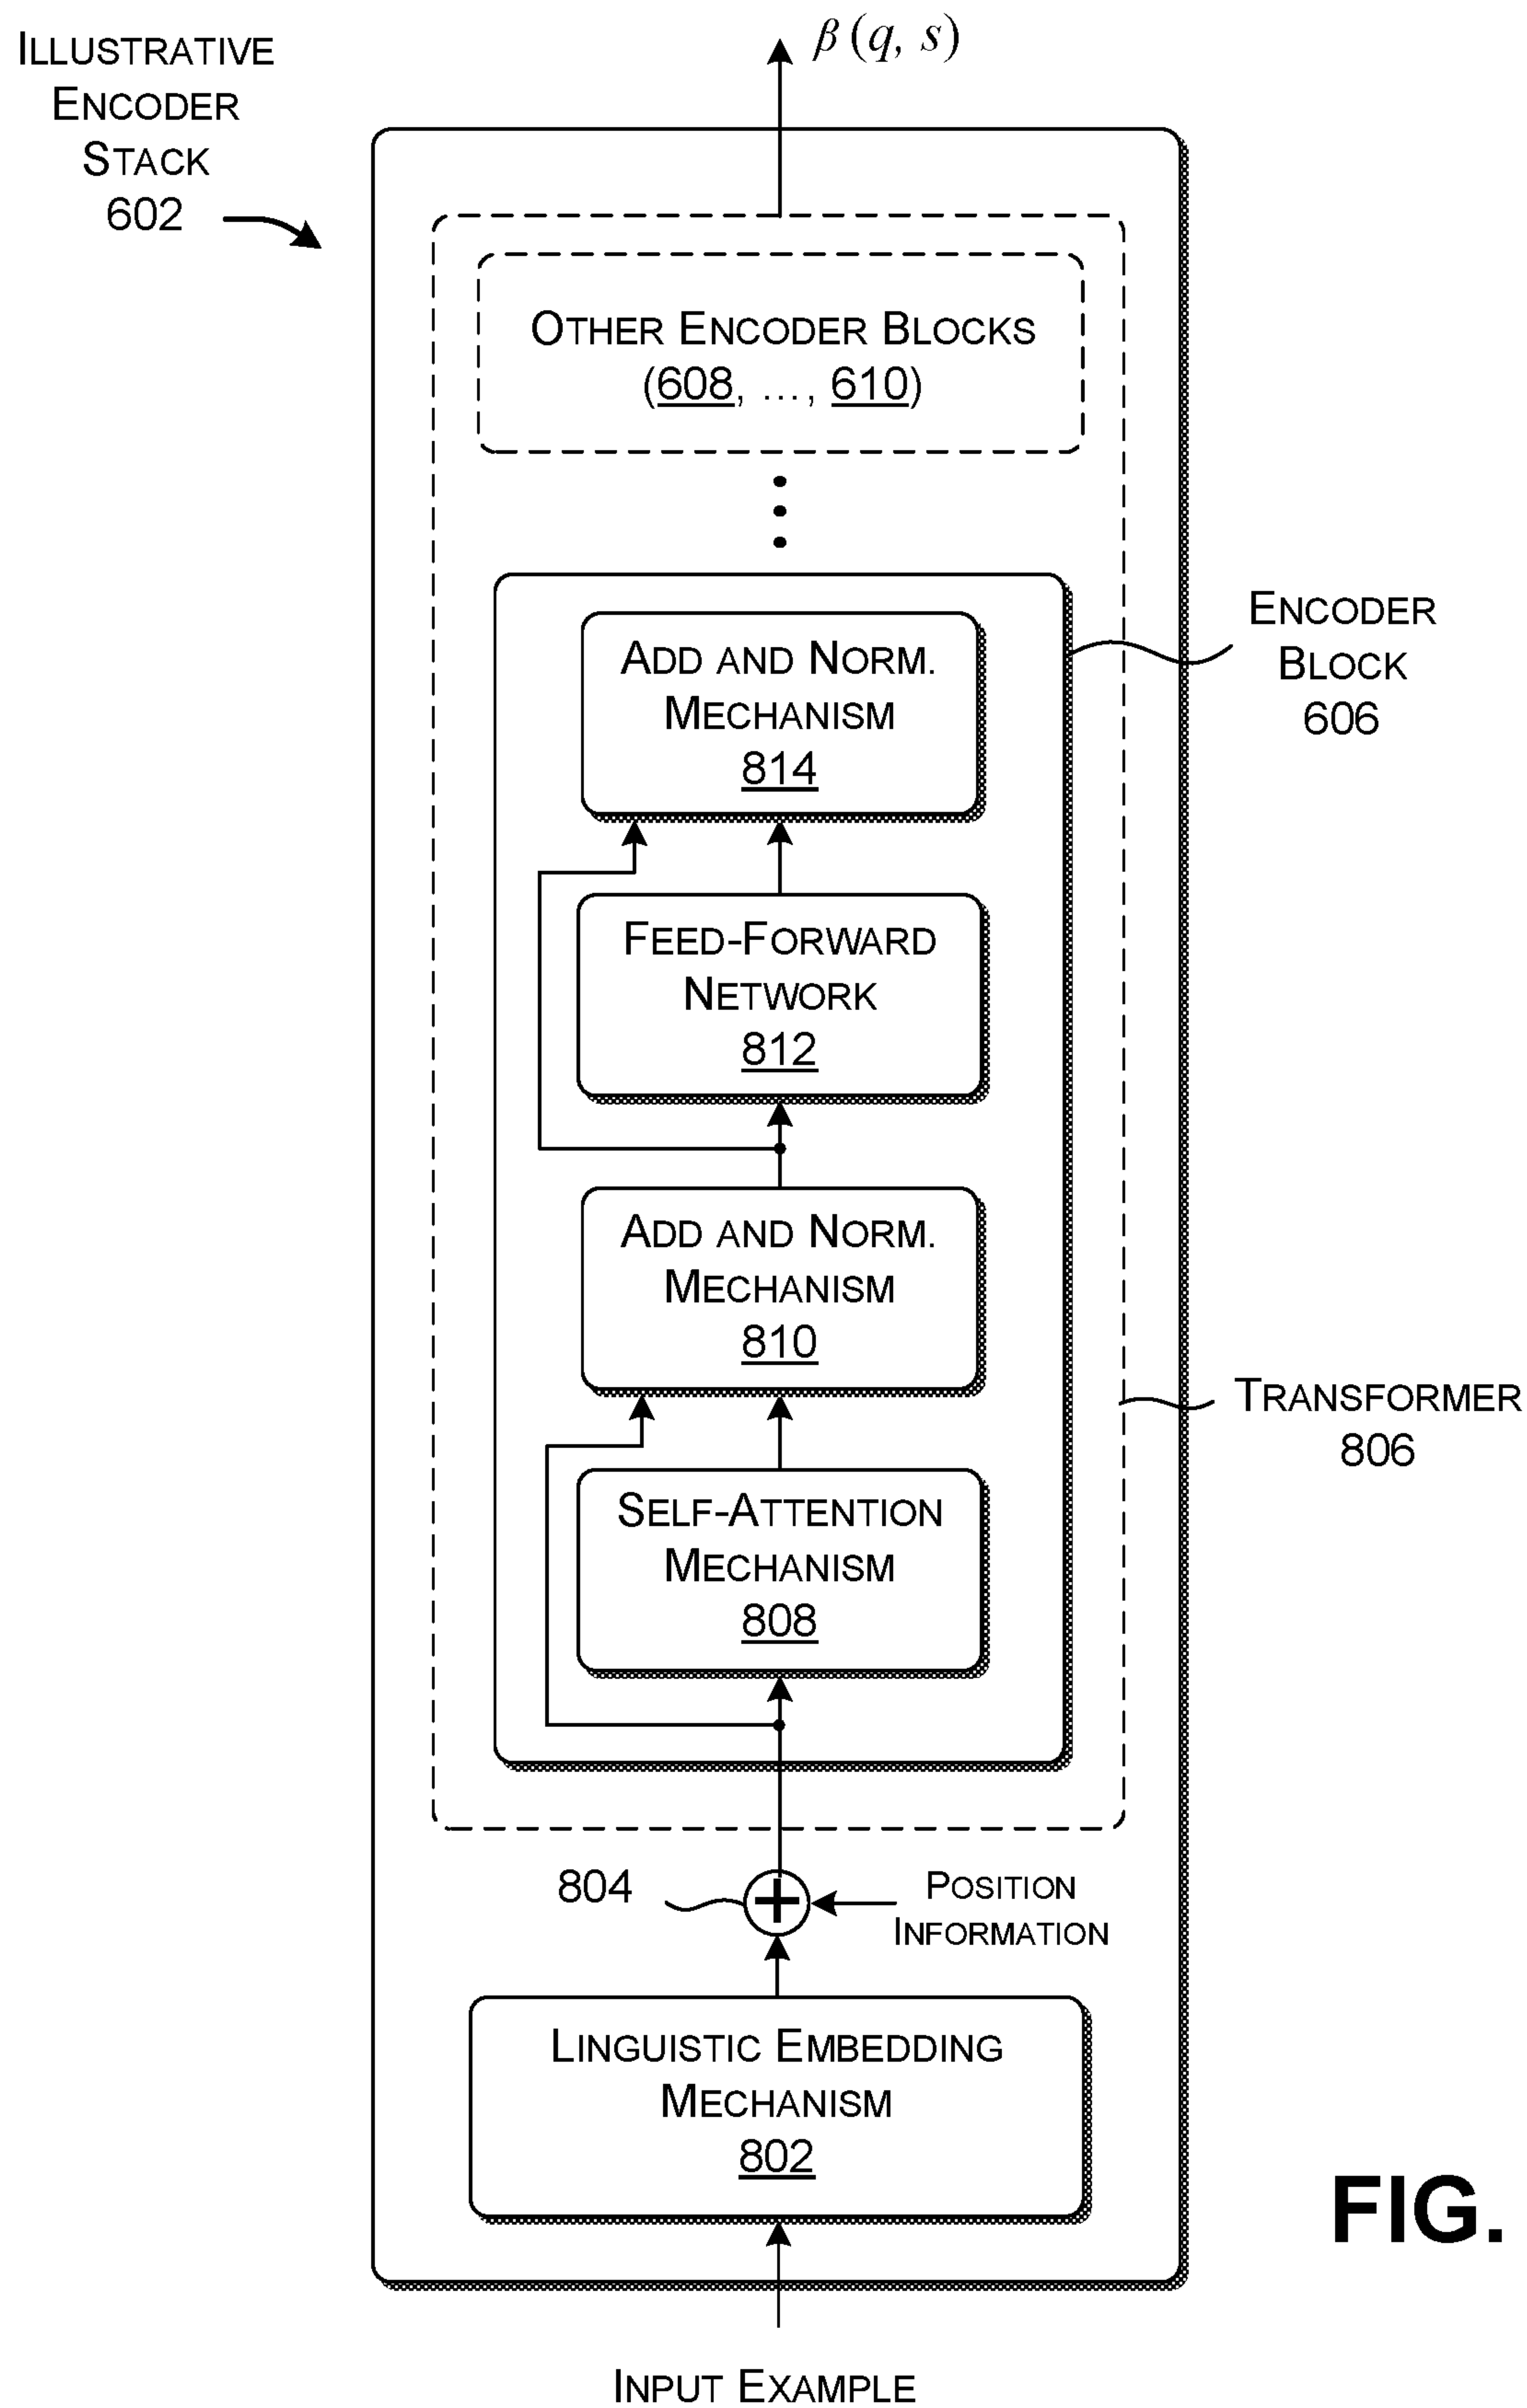 β (q, s)
ILLUSTRATIVE
ENCODER
STACK
602
OTHER ENCODER BLOCKS
(608, ..., 610)
ENCODER
BLOCK
606
ADD AND NORM.
MECHANISM
814
FEED-FORWARD
NETWORK
812
ADD AND NORM.
MECHANISM
810
TRANSFORMER
806
SELF-ATTENTION
MECHANISM
808
804
+
POSITION
INFORMATION
LINGUISTIC EMBEDDING
MECHANISM
802
FIG.
INPUT EXAMPLE